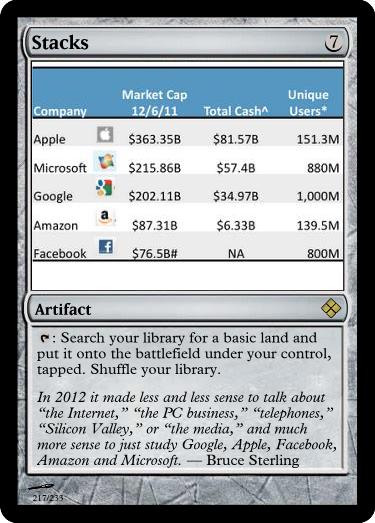 Stacks 7
Market Cap Unique
Company 12/6/11 Total Cash^ Users*
Apple $363.35B $81.57B 151.3M
Microsoft $215.86B $57.4B 880M
Google $202.11B $34.97B 1,000M
Amazon a $87.31B $6.33B 139.5M
Facebook f $76.5B# NA 800M
Artifact
: Search your library for a basic land and
put it onto the battlefield under your control,
tapped. Shuffle your library.
In 2012 it made less and less sense to talk about
“the Internet,” “the PC business,” “telephones,”
“Silicon Valley,” or “the media,” and much
more sense to just study Google, Apple, Facebook,
Amazon and Microsoft. — Bruce Sterling
217/233